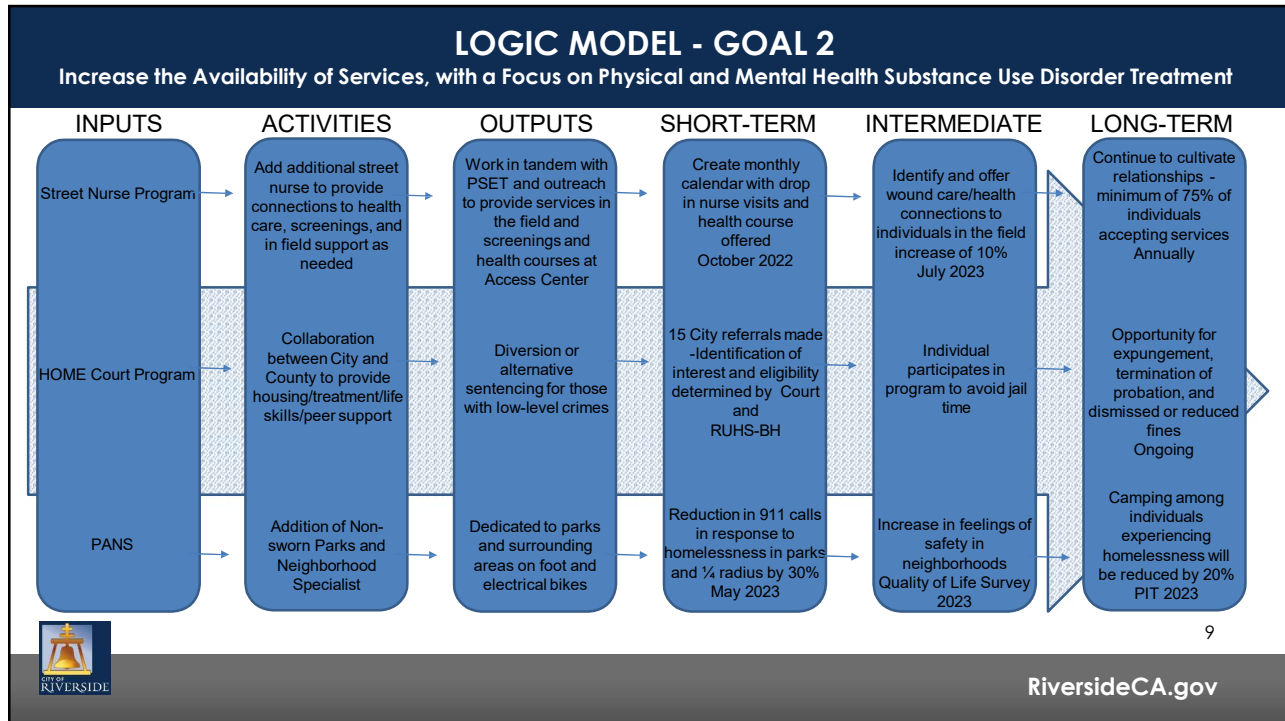 LOGIC MODEL - GOAL 2
Increase the Availability of Services, with a Focus on Physical and Mental Health Substance Use Disorder Treatment
INPUTS
ACTIVITIES
OUTPUTS
SHORT-TERM
INTERMEDIATE
LONG-TERM
Street Nurse Program
Add additional street
nurse to provide
connections to health
care, screenings, and
in field support as
needed
Work in tandem with
PSET and outreach
to provide services in
the field and
screenings and
health courses at
Access Center
Create monthly
calendar with drop
in nurse visits and
health course
offered
October 2022
Identify and offer
wound care/health
connections to
individuals in the field
increase of 10%
July 2023
Continue to cultivate
relationships -
minimum of 75% of
individuals
accepting services
Annually
HOME Court Program
Collaboration
between City and
County to provide
housing/treatment/life
skills/peer support
Diversion or
alternative
sentencing for those
with low-level crimes
15 City referrals made
-Identification of
interest and eligibility
determined by Court
and
RUHS-BH
Individual
participates in
program to avoid jail
time
Opportunity for
expungement,
termination of
probation, and
dismissed or reduced
fines
Ongoing
PANS
Addition of Non-
sworn Parks and
Neighborhood
Specialist
Dedicated to parks
and surrounding
areas on foot and
electrical bikes
Reduction in 911 calls
in response to
homelessness in parks
and ¼ radius by 30%
May 2023
Increase in feelings of
safety in
neighborhoods
Quality of Life Survey
2023
Camping among
individuals
experiencing
homelessness will
be reduced by 20%
PIT 2023
9
CITY OF
RIVERSIDE
RiversideCA.gov